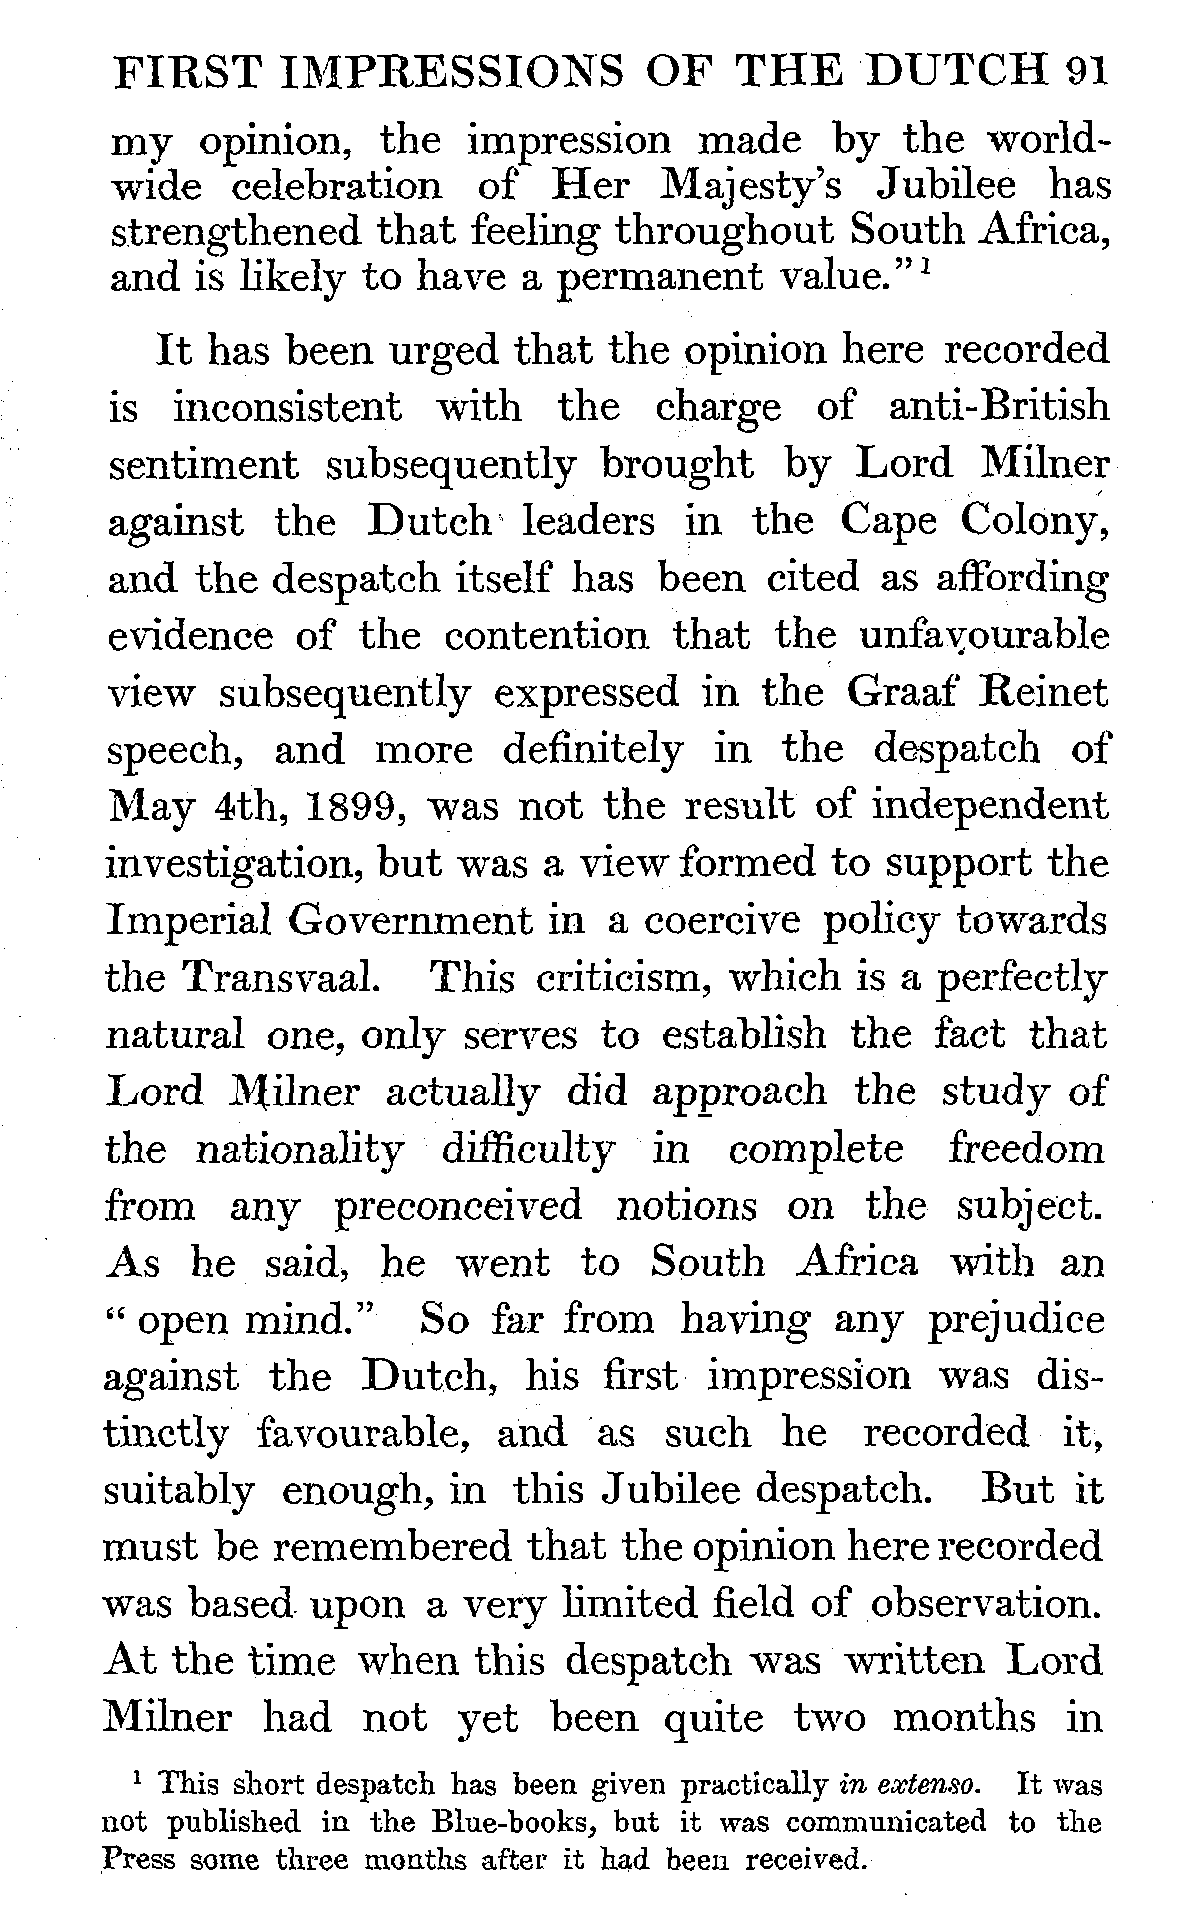 FIRST IMPRESSIONS OF THE DUTCH 91
my opinion, the impression made by the world-
wide celebration of Her Majesty's Jubilee has
strengthened that feeling throughout South Africa,
and is likely to have a permanent value." 1
It has been urged that the opinion here recorded
is inconsistent with the charge of anti-British
sentiment subsequently brought by Lord Milner
against the Dutch leaders in the Cape Colony,
and the despatch itself has been cited as affording
evidence of the contention that the unfavourable
view subsequently expressed in the Graaf Reinet
speech, and more definitely in the despatch of
May 4th, 1899, was not the result of independent
investigation, but was a view formed to support the
Imperial Government in a coercive policy towards
the Transvaal. This criticism, which is a perfectly
natural one, only serves to establish the fact that
Lord Milner actually did approach the study of
the nationality difficulty in complete freedom
from any preconceived notions on the subject.
As he said, he went to South Africa with an
" open mind." So far from having any prejudice
against the Dutch, his first impression was dis-
tinctly favourable, and as such he recorded it,
suitably enough, in this Jubilee despatch. But it
must be remembered that the opinion here recorded
was based upon a very limited field of observation.
At the time when this despatch was written Lord
Milner had not yet been quite two months in
1 This short despatch has been given practically in extenso. It was
not published in the Blue-books, but it was communicated to the
Press some three months after it had been received.